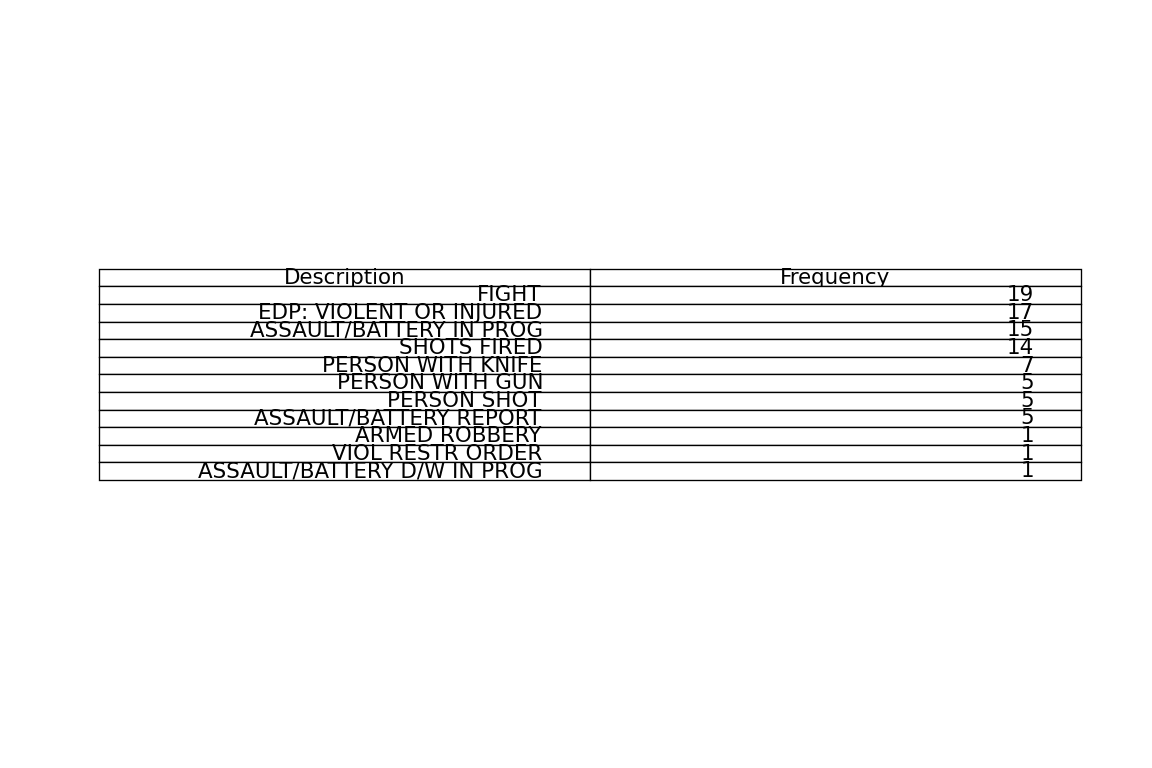 Description Frequency
FIGHT 19
EDP: VIOLENT OR INJURED 17
ASSAULT/BATTERY IN PROG 15
SHOTS FIRED 14
PERSON WITH KNIFE 7
PERSON WITH GUN 5
PERSON SHOT 5
ASSAULT/BATTERY REPORT 5
ARMED ROBBERY 1
VIOL RESTR ORDER 1
ASSAULT/BATTERY D/W IN PROG 1